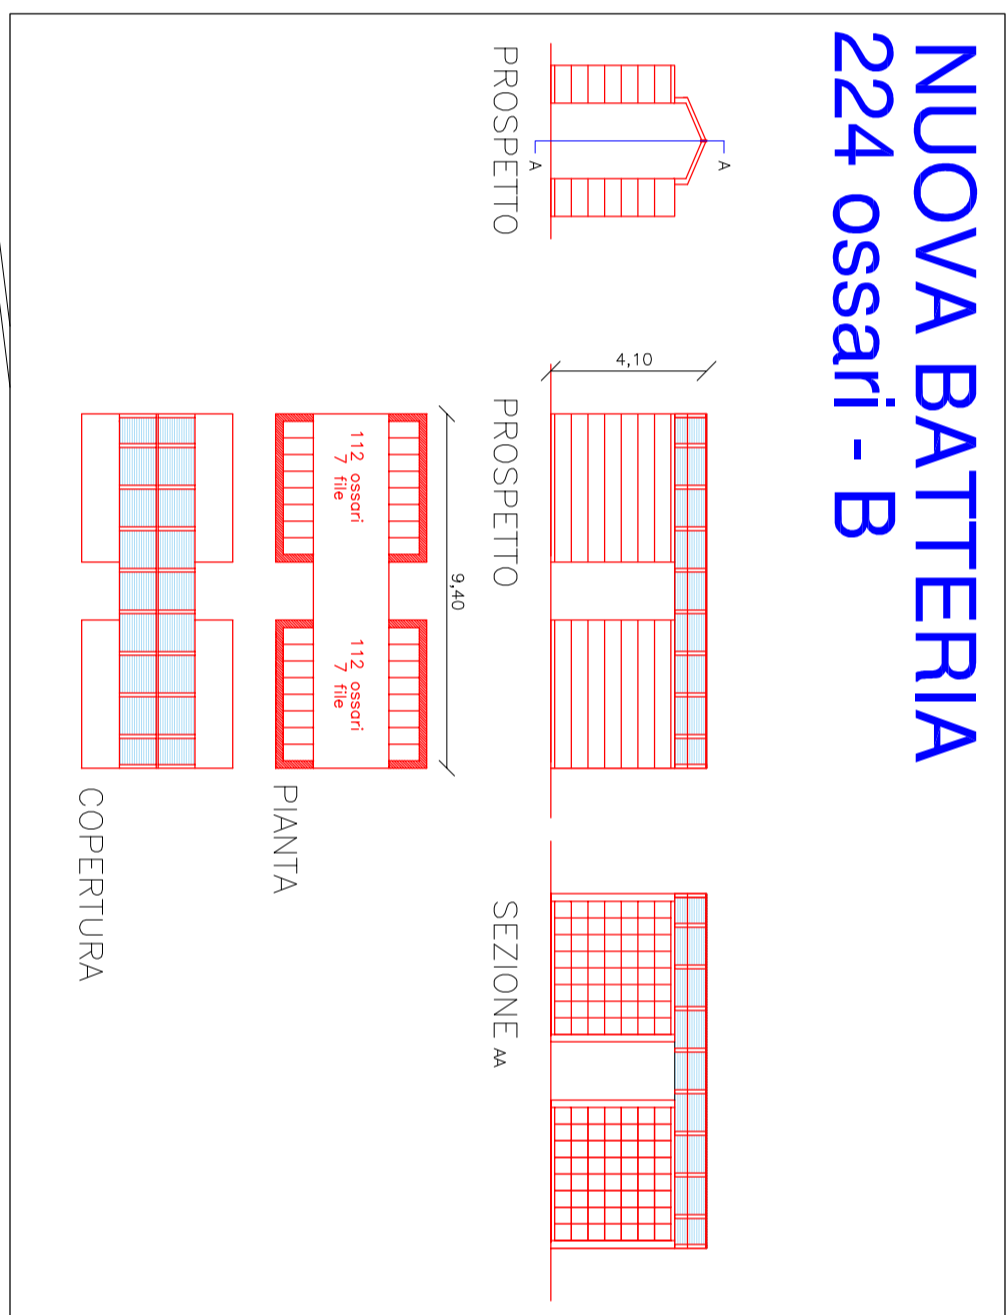 NUOVA BATTERIA
224 ossari - B
A
A
PROSPETTO
4,10
PROSPETTO
SEZIONE AA
9,40
112 ossari
7 file
112 ossari
7 file
PIANTA
COPERTURA